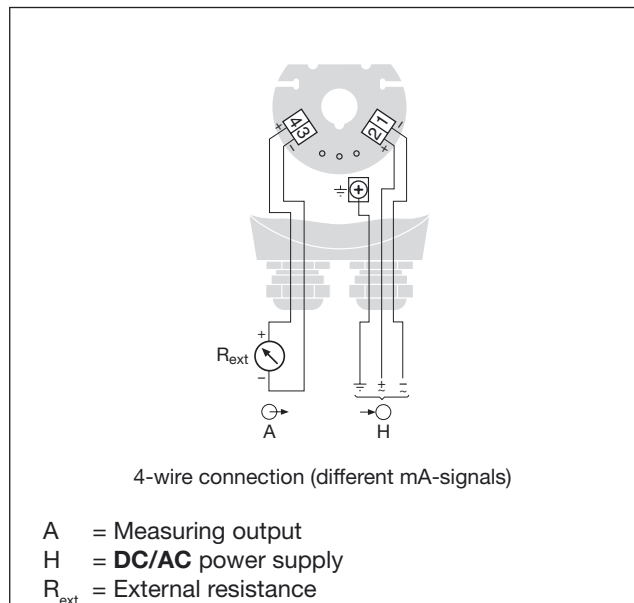 + 4 3 −
2 1 − +
⏚
+
R_ext
−
⏚ ± ~ − ~
A H
4-wire connection (different mA-signals)
A = Measuring output
H = DC/AC power supply
R_ext = External resistance